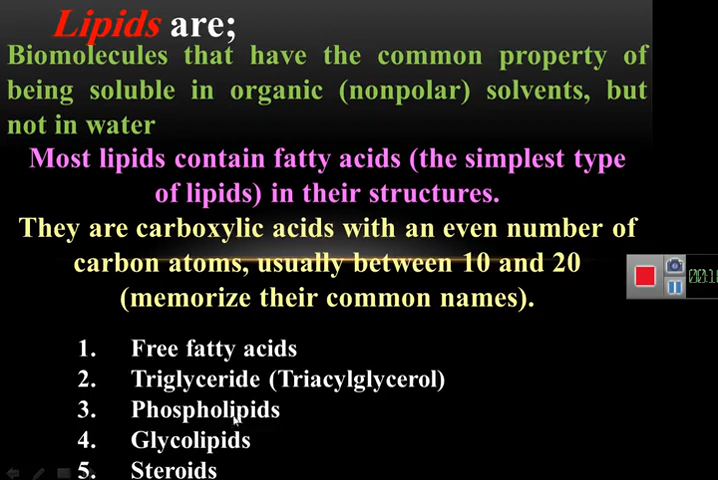 Lipids are;
Biomolecules that have the common property of
being soluble in organic (nonpolar) solvents, but
not in water
Most lipids contain fatty acids (the simplest type
of lipids) in their structures.
They are carboxylic acids with an even number of
carbon atoms, usually between 10 and 20
(memorize their common names).
1. Free fatty acids
2. Triglyceride (Triacylglycerol)
3. Phospholipids
4. Glycolipids
5. Steroids